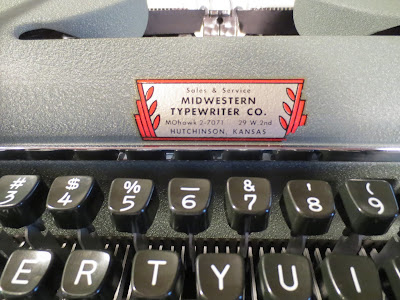 Sales & Service
MIDWESTERN
TYPEWRITER CO.
MOhawk 2-7071 29 W. 2nd
HUTCHINSON, KANSAS
# $ % _ & ' (
3 4 5 6 7 8 9
E R T Y U I